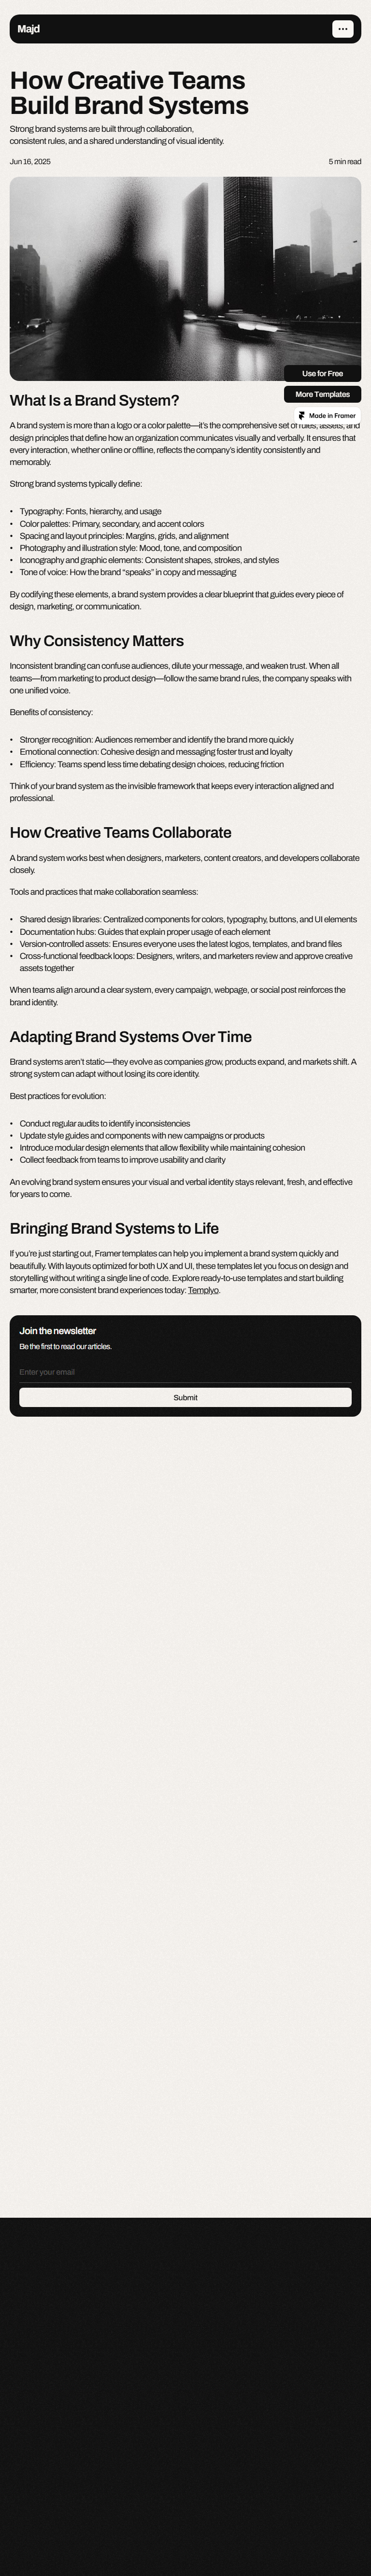 Majd
How Creative Teams
Build Brand Systems
Strong brand systems are built through collaboration,
consistent rules, and a shared understanding of visual identity.
Jun 16, 2025
5 min read
Use for Free
More Templates
Made in Framer
What Is a Brand System?
A brand system is more than a logo or a color palette—it’s the comprehensive set of rules, assets, and
design principles that define how an organization communicates visually and verbally. It ensures that
every interaction, whether online or offline, reflects the company’s identity consistently and
memorably.
Strong brand systems typically define:
• Typography: Fonts, hierarchy, and usage
• Color palettes: Primary, secondary, and accent colors
• Spacing and layout principles: Margins, grids, and alignment
• Photography and illustration style: Mood, tone, and composition
• Iconography and graphic elements: Consistent shapes, strokes, and styles
• Tone of voice: How the brand “speaks” in copy and messaging
By codifying these elements, a brand system provides a clear blueprint that guides every piece of
design, marketing, or communication.
Why Consistency Matters
Inconsistent branding can confuse audiences, dilute your message, and weaken trust. When all
teams—from marketing to product design—follow the same brand rules, the company speaks with
one unified voice.
Benefits of consistency:
• Stronger recognition: Audiences remember and identify the brand more quickly
• Emotional connection: Cohesive design and messaging foster trust and loyalty
• Efficiency: Teams spend less time debating design choices, reducing friction
Think of your brand system as the invisible framework that keeps every interaction aligned and
professional.
How Creative Teams Collaborate
A brand system works best when designers, marketers, content creators, and developers collaborate
closely.
Tools and practices that make collaboration seamless:
• Shared design libraries: Centralized components for colors, typography, buttons, and UI elements
• Documentation hubs: Guides that explain proper usage of each element
• Version-controlled assets: Ensures everyone uses the latest logos, templates, and brand files
• Cross-functional feedback loops: Designers, writers, and marketers review and approve creative
assets together
When teams align around a clear system, every campaign, webpage, or social post reinforces the
brand identity.
Adapting Brand Systems Over Time
Brand systems aren’t static—they evolve as companies grow, products expand, and markets shift. A
strong system can adapt without losing its core identity.
Best practices for evolution:
• Conduct regular audits to identify inconsistencies
• Update style guides and components with new campaigns or products
• Introduce modular design elements that allow flexibility while maintaining cohesion
• Collect feedback from teams to improve usability and clarity
An evolving brand system ensures your visual and verbal identity stays relevant, fresh, and effective
for years to come.
Bringing Brand Systems to Life
If you’re just starting out, Framer templates can help you implement a brand system quickly and
beautifully. With layouts optimized for both UX and UI, these templates let you focus on design and
storytelling without writing a single line of code. Explore ready-to-use templates and start building
smarter, more consistent brand experiences today: Templyo.
Join the newsletter
Be the first to read our articles.
Enter your email
Submit